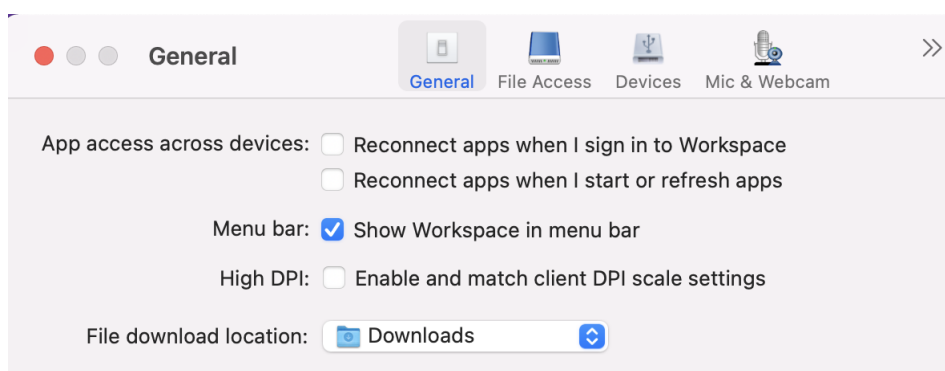 General
General File Access Devices Mic & Webcam
App access across devices: Reconnect apps when I sign in to Workspace
Reconnect apps when I start or refresh apps
Menu bar: Show Workspace in menu bar
High DPI: Enable and match client DPI scale settings
File download location: Downloads